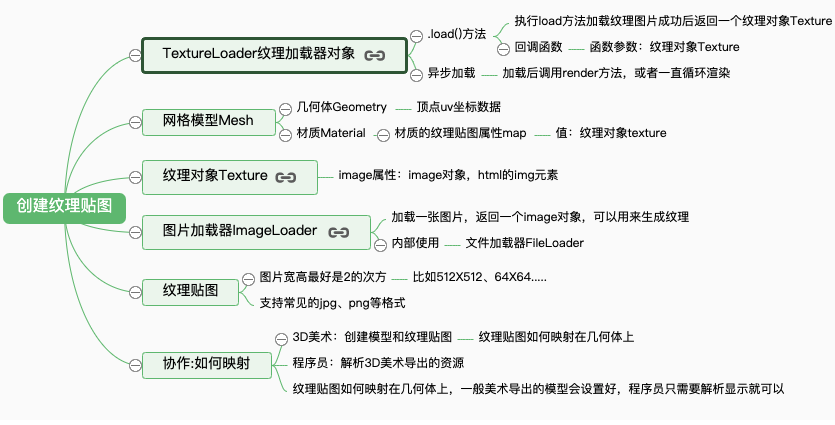 创建纹理贴图
TextureLoader纹理加载器对象
.load()方法
执行load方法加载纹理图片成功后返回一个纹理对象Texture
回调函数
函数参数：纹理对象Texture
异步加载
加载后调用render方法，或者一直循环渲染
网格模型Mesh
几何体Geometry
顶点uv坐标数据
材质Material
材质的纹理贴图属性map
值：纹理对象texture
纹理对象Texture
image属性：image对象，html的img元素
图片加载器ImageLoader
加载一张图片，返回一个image对象，可以用来生成纹理
内部使用
文件加载器FileLoader
纹理贴图
图片宽高最好是2的次方
比如512X512、64X64.....
支持常见的jpg、png等格式
协作:如何映射
3D美术：创建模型和纹理贴图
纹理贴图如何映射在几何体上
程序员：解析3D美术导出的资源
纹理贴图如何映射在几何体上，一般美术导出的模型会设置好，程序员只需要解析显示就可以